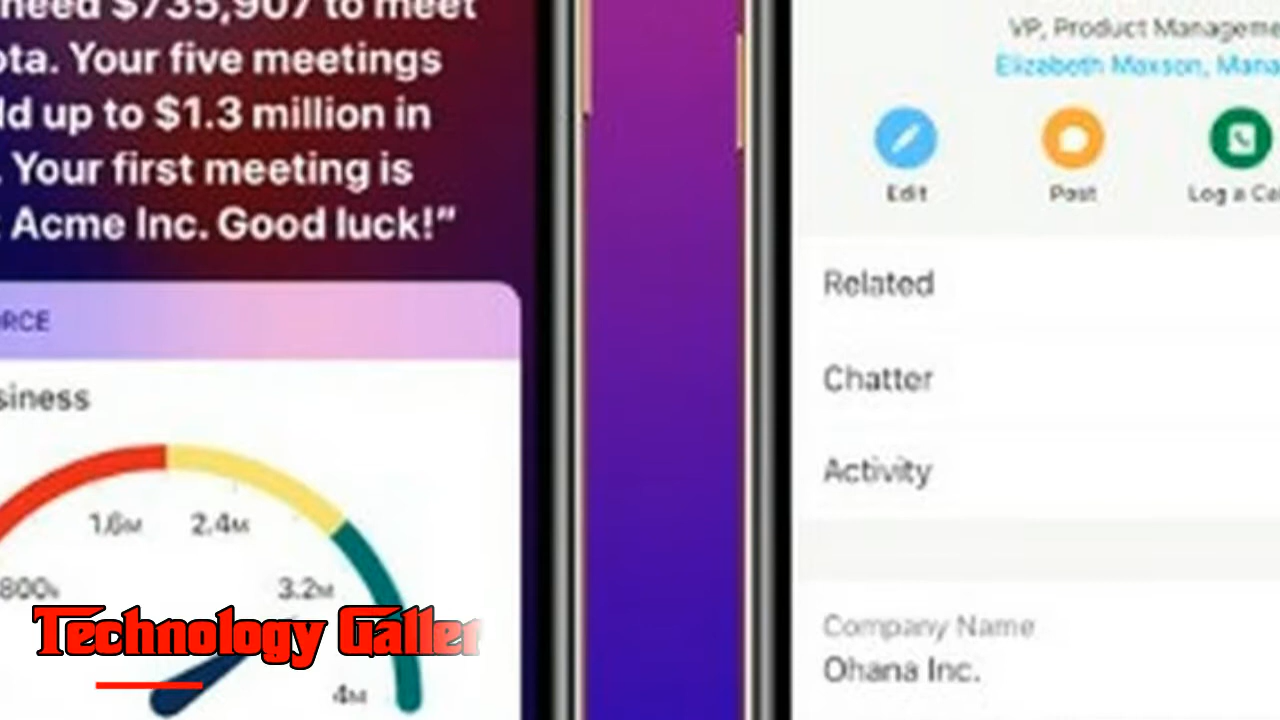 need $735,907 to meet
ota. Your five meetings
ld up to $1.3 million in
. Your first meeting is
Acme Inc. Good luck!”
RCE
siness
1.6M 2.4M
800k 3.2M
4M
Technology Galler
VP, Product Manageme
Elizabeth Maxson, Mana
Edit Post Log a Ca
Related
Chatter
Activity
Company Name
Ohana Inc.